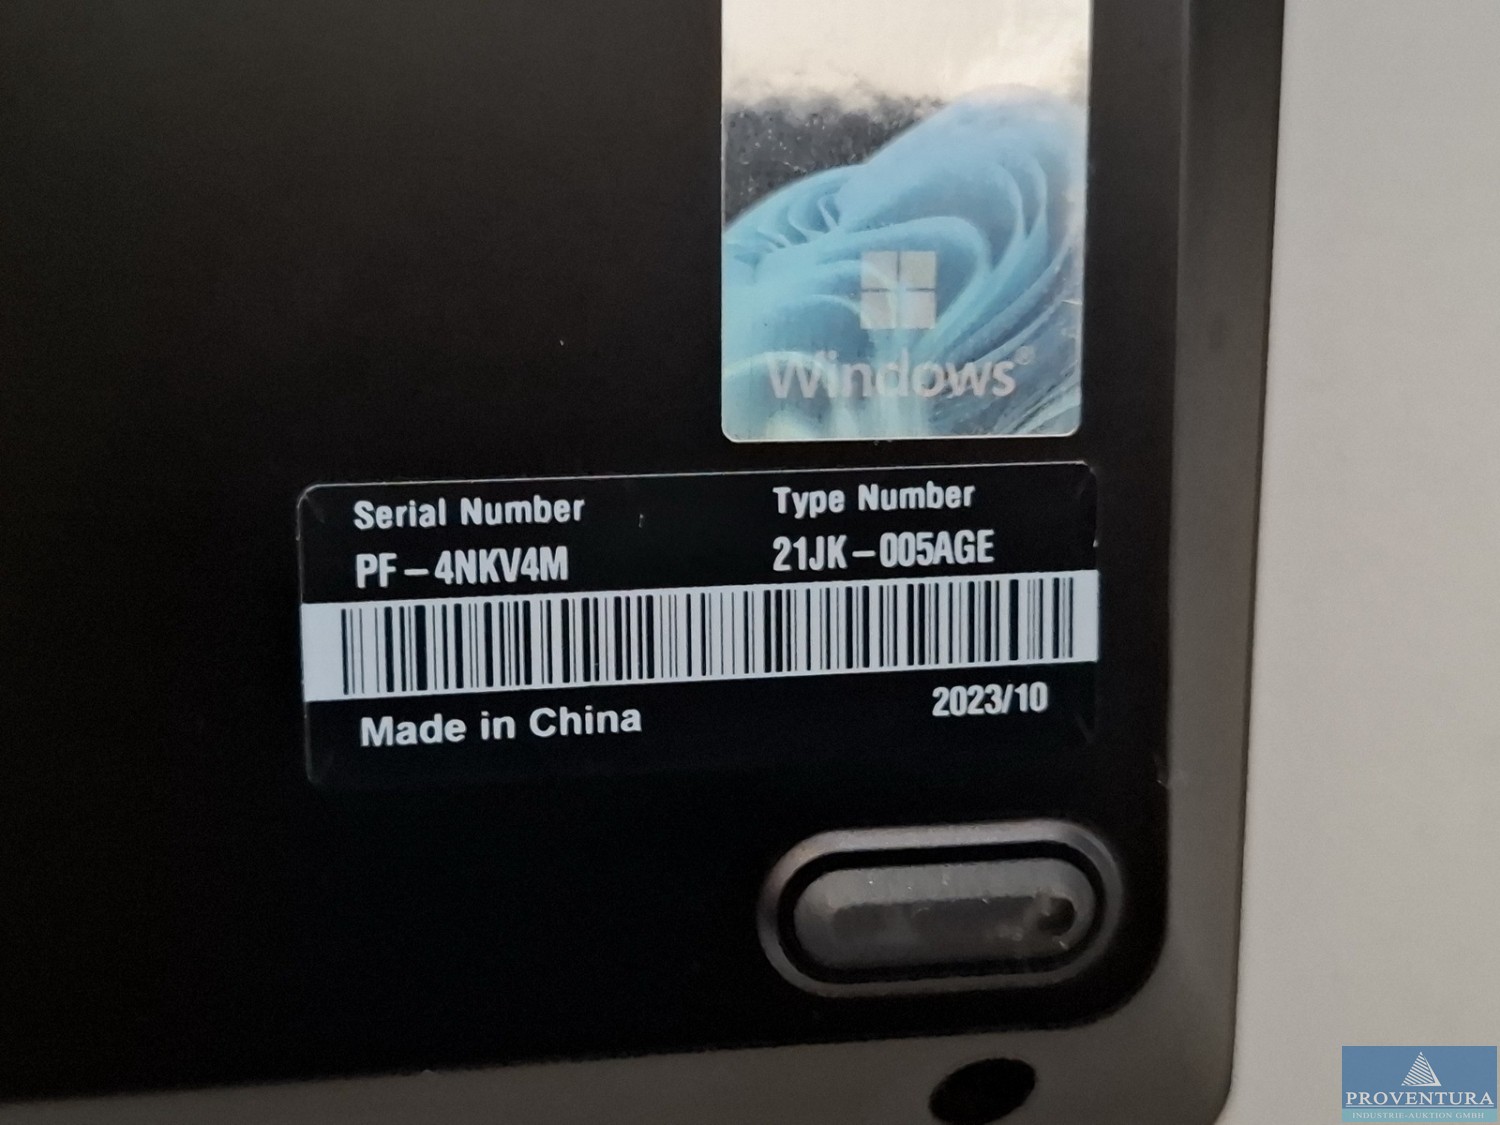 Windows®
Serial Number
Type Number
PF-4NKV4M
21JK-005AGE
Made in China
2023/10
PROVENTURA
INDUSTRIE-AUKTION GMBH